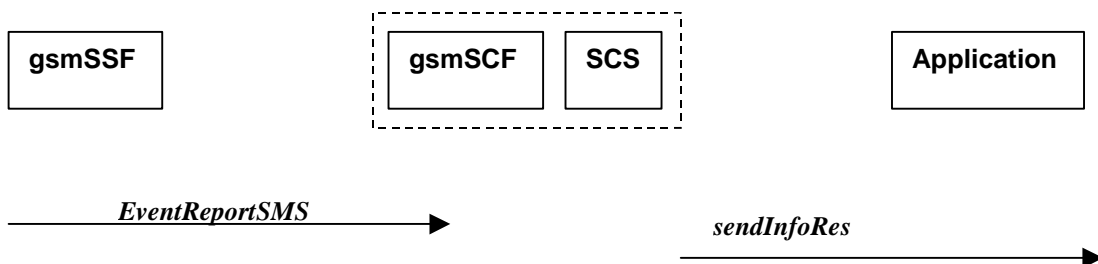 gsmSSF
gsmSCF
SCS
Application
EventReportSMS
sendInfoRes